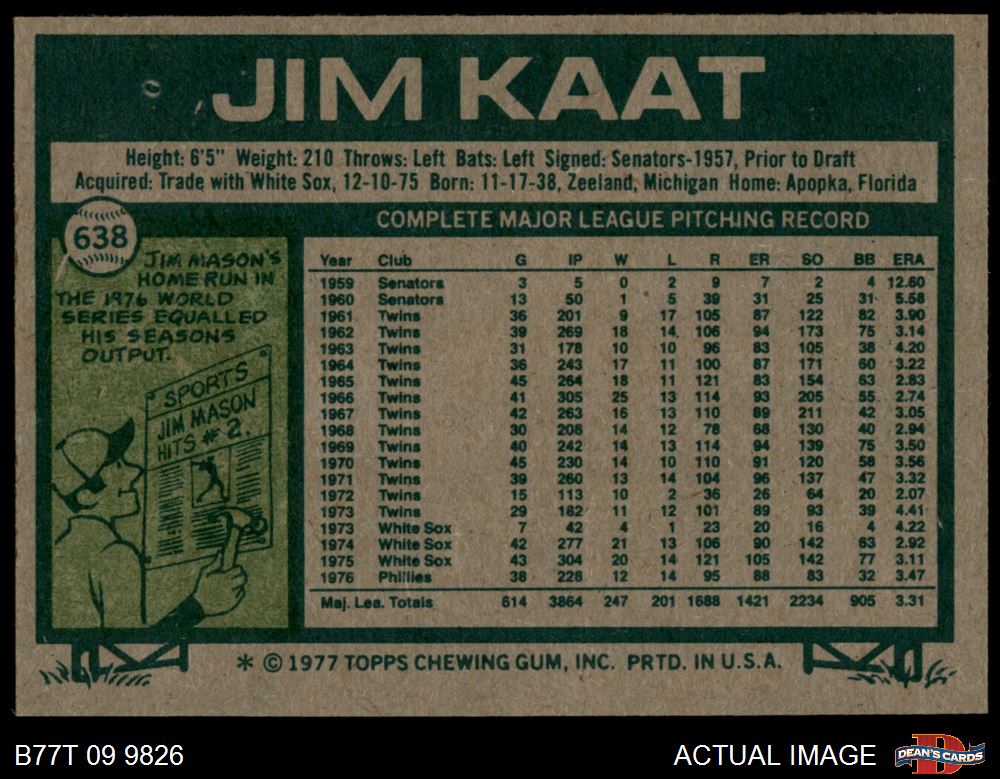 JIM KAAT
Height: 6'5" Weight: 210 Throws: Left Bats: Left Signed: Senators-1957, Prior to Draft
Acquired: Trade with White Sox, 12-10-75 Born: 11-17-38, Zeeland, Michigan Home: Apopka, Florida
638
JIM MASON'S
HOME RUN IN
THE 1976 WORLD
SERIES EQUALLED
HIS SEASONS
OUTPUT.
SPORTS
JIM MASON
HITS #2.
COMPLETE MAJOR LEAGUE PITCHING RECORD
Year Club G IP W L R ER SO BB ERA
1959 Senators 3 5 0 2 9 7 2 4 12.60
1960 Senators 13 50 1 5 39 31 25 31 5.58
1961 Twins 36 201 9 17 105 87 122 82 3.90
1962 Twins 39 269 18 14 106 94 173 75 3.14
1963 Twins 31 178 10 10 96 83 105 38 4.20
1964 Twins 36 243 17 11 100 87 171 60 3.22
1965 Twins 45 264 18 11 121 83 154 63 2.83
1966 Twins 41 305 25 13 114 93 205 55 2.74
1967 Twins 42 263 16 13 110 89 211 42 3.05
1968 Twins 30 208 14 12 78 68 130 40 2.94
1969 Twins 40 242 14 13 114 94 139 75 3.50
1970 Twins 45 230 14 10 110 91 120 58 3.56
1971 Twins 39 260 13 14 104 96 137 47 3.32
1972 Twins 15 113 10 2 36 26 64 20 2.07
1973 Twins 29 182 11 12 101 89 93 39 4.41
1973 White Sox 7 42 4 1 23 20 16 4 4.22
1974 White Sox 42 277 21 13 106 90 142 63 2.92
1975 White Sox 43 304 20 14 121 105 142 77 3.11
1976 Phillies 38 228 12 14 95 88 83 32 3.47
Maj. Lea. Totals 614 3864 247 201 1688 1421 2234 905 3.31
* © 1977 TOPPS CHEWING GUM, INC. PRTD. IN U.S.A.
B77T 09 9826
ACTUAL IMAGE
D
DEAN'S CARDS